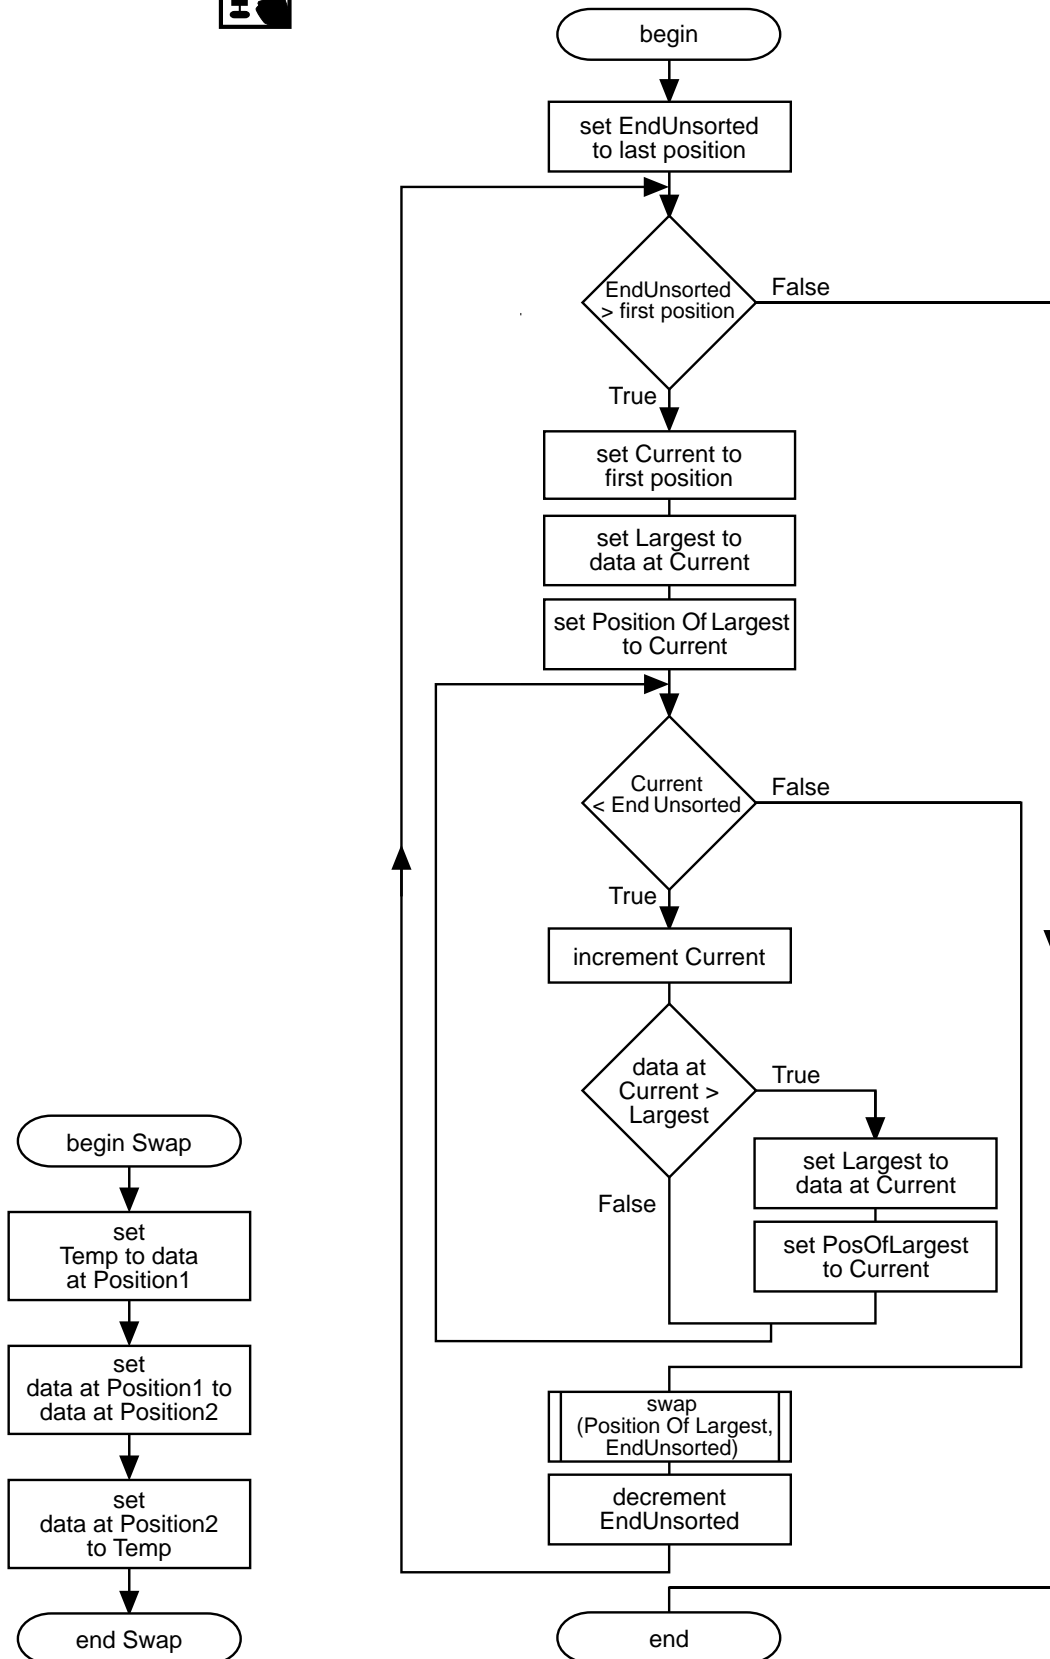 begin
set EndUnsorted
to last position
EndUnsorted
> first position
False
True
set Current to
first position
set Largest to
data at Current
set Position Of Largest
to Current
Current
< End Unsorted
False
True
increment Current
data at
Current >
Largest
True
False
set Largest to
data at Current
set PosOfLargest
to Current
swap
(Position Of Largest,
EndUnsorted)
decrement
EndUnsorted
end
begin Swap
set
Temp to data
at Position1
set
data at Position1 to
data at Position2
set
data at Position2
to Temp
end Swap